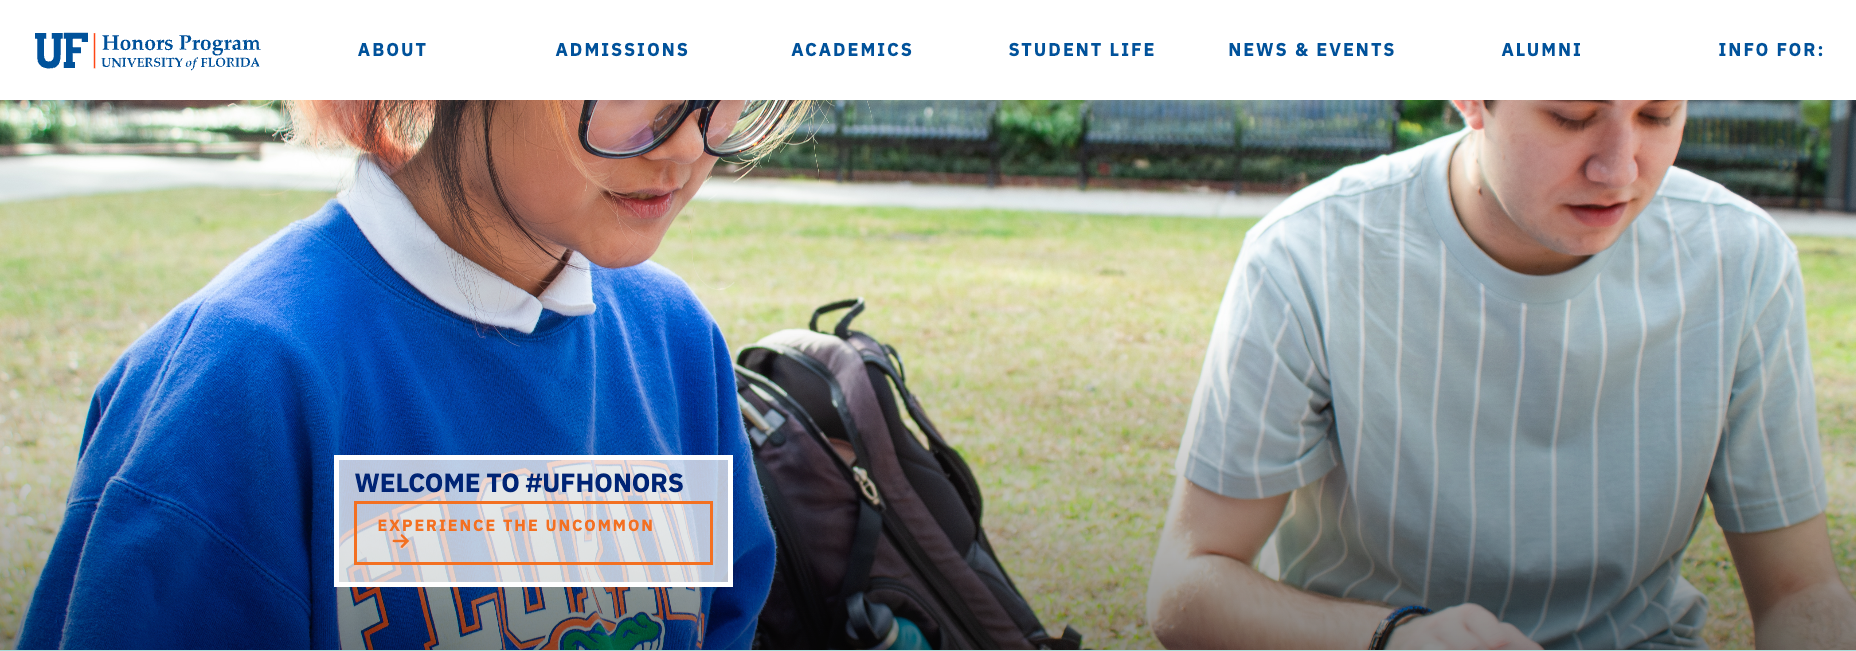 UF Honors Program
UNIVERSITY of FLORIDA
ABOUT
ADMISSIONS
ACADEMICS
STUDENT LIFE
NEWS & EVENTS
ALUMNI
INFO FOR:
WELCOME TO #UFHONORS
EXPERIENCE THE UNCOMMON
→
FLORIDA